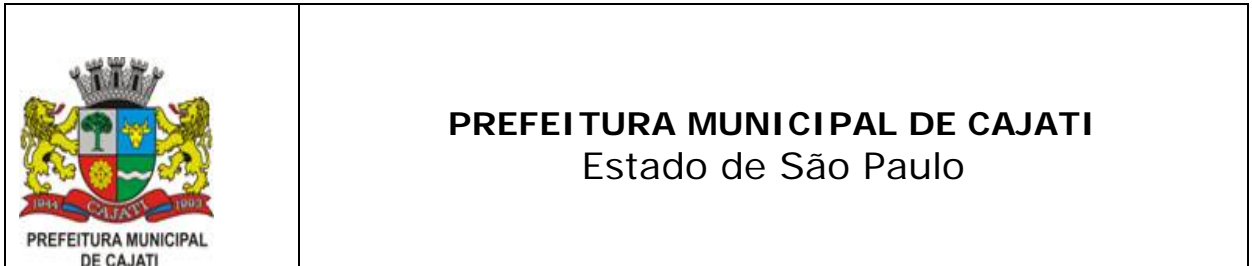 1944 CAJATI 1993
PREFEITURA MUNICIPAL
DE CAJATI
PREFEITURA MUNICIPAL DE CAJATI
Estado de São Paulo